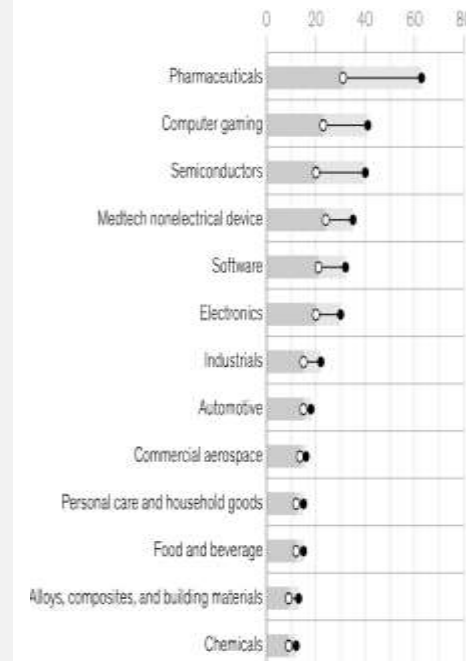 0 20 40 60 80
Pharmaceuticals
Computer gaming
Semiconductors
Medtech nonelectrical device
Software
Electronics
Industrials
Automotive
Commercial aerospace
Personal care and household goods
Food and beverage
Alloys, composites, and building materials
Chemicals